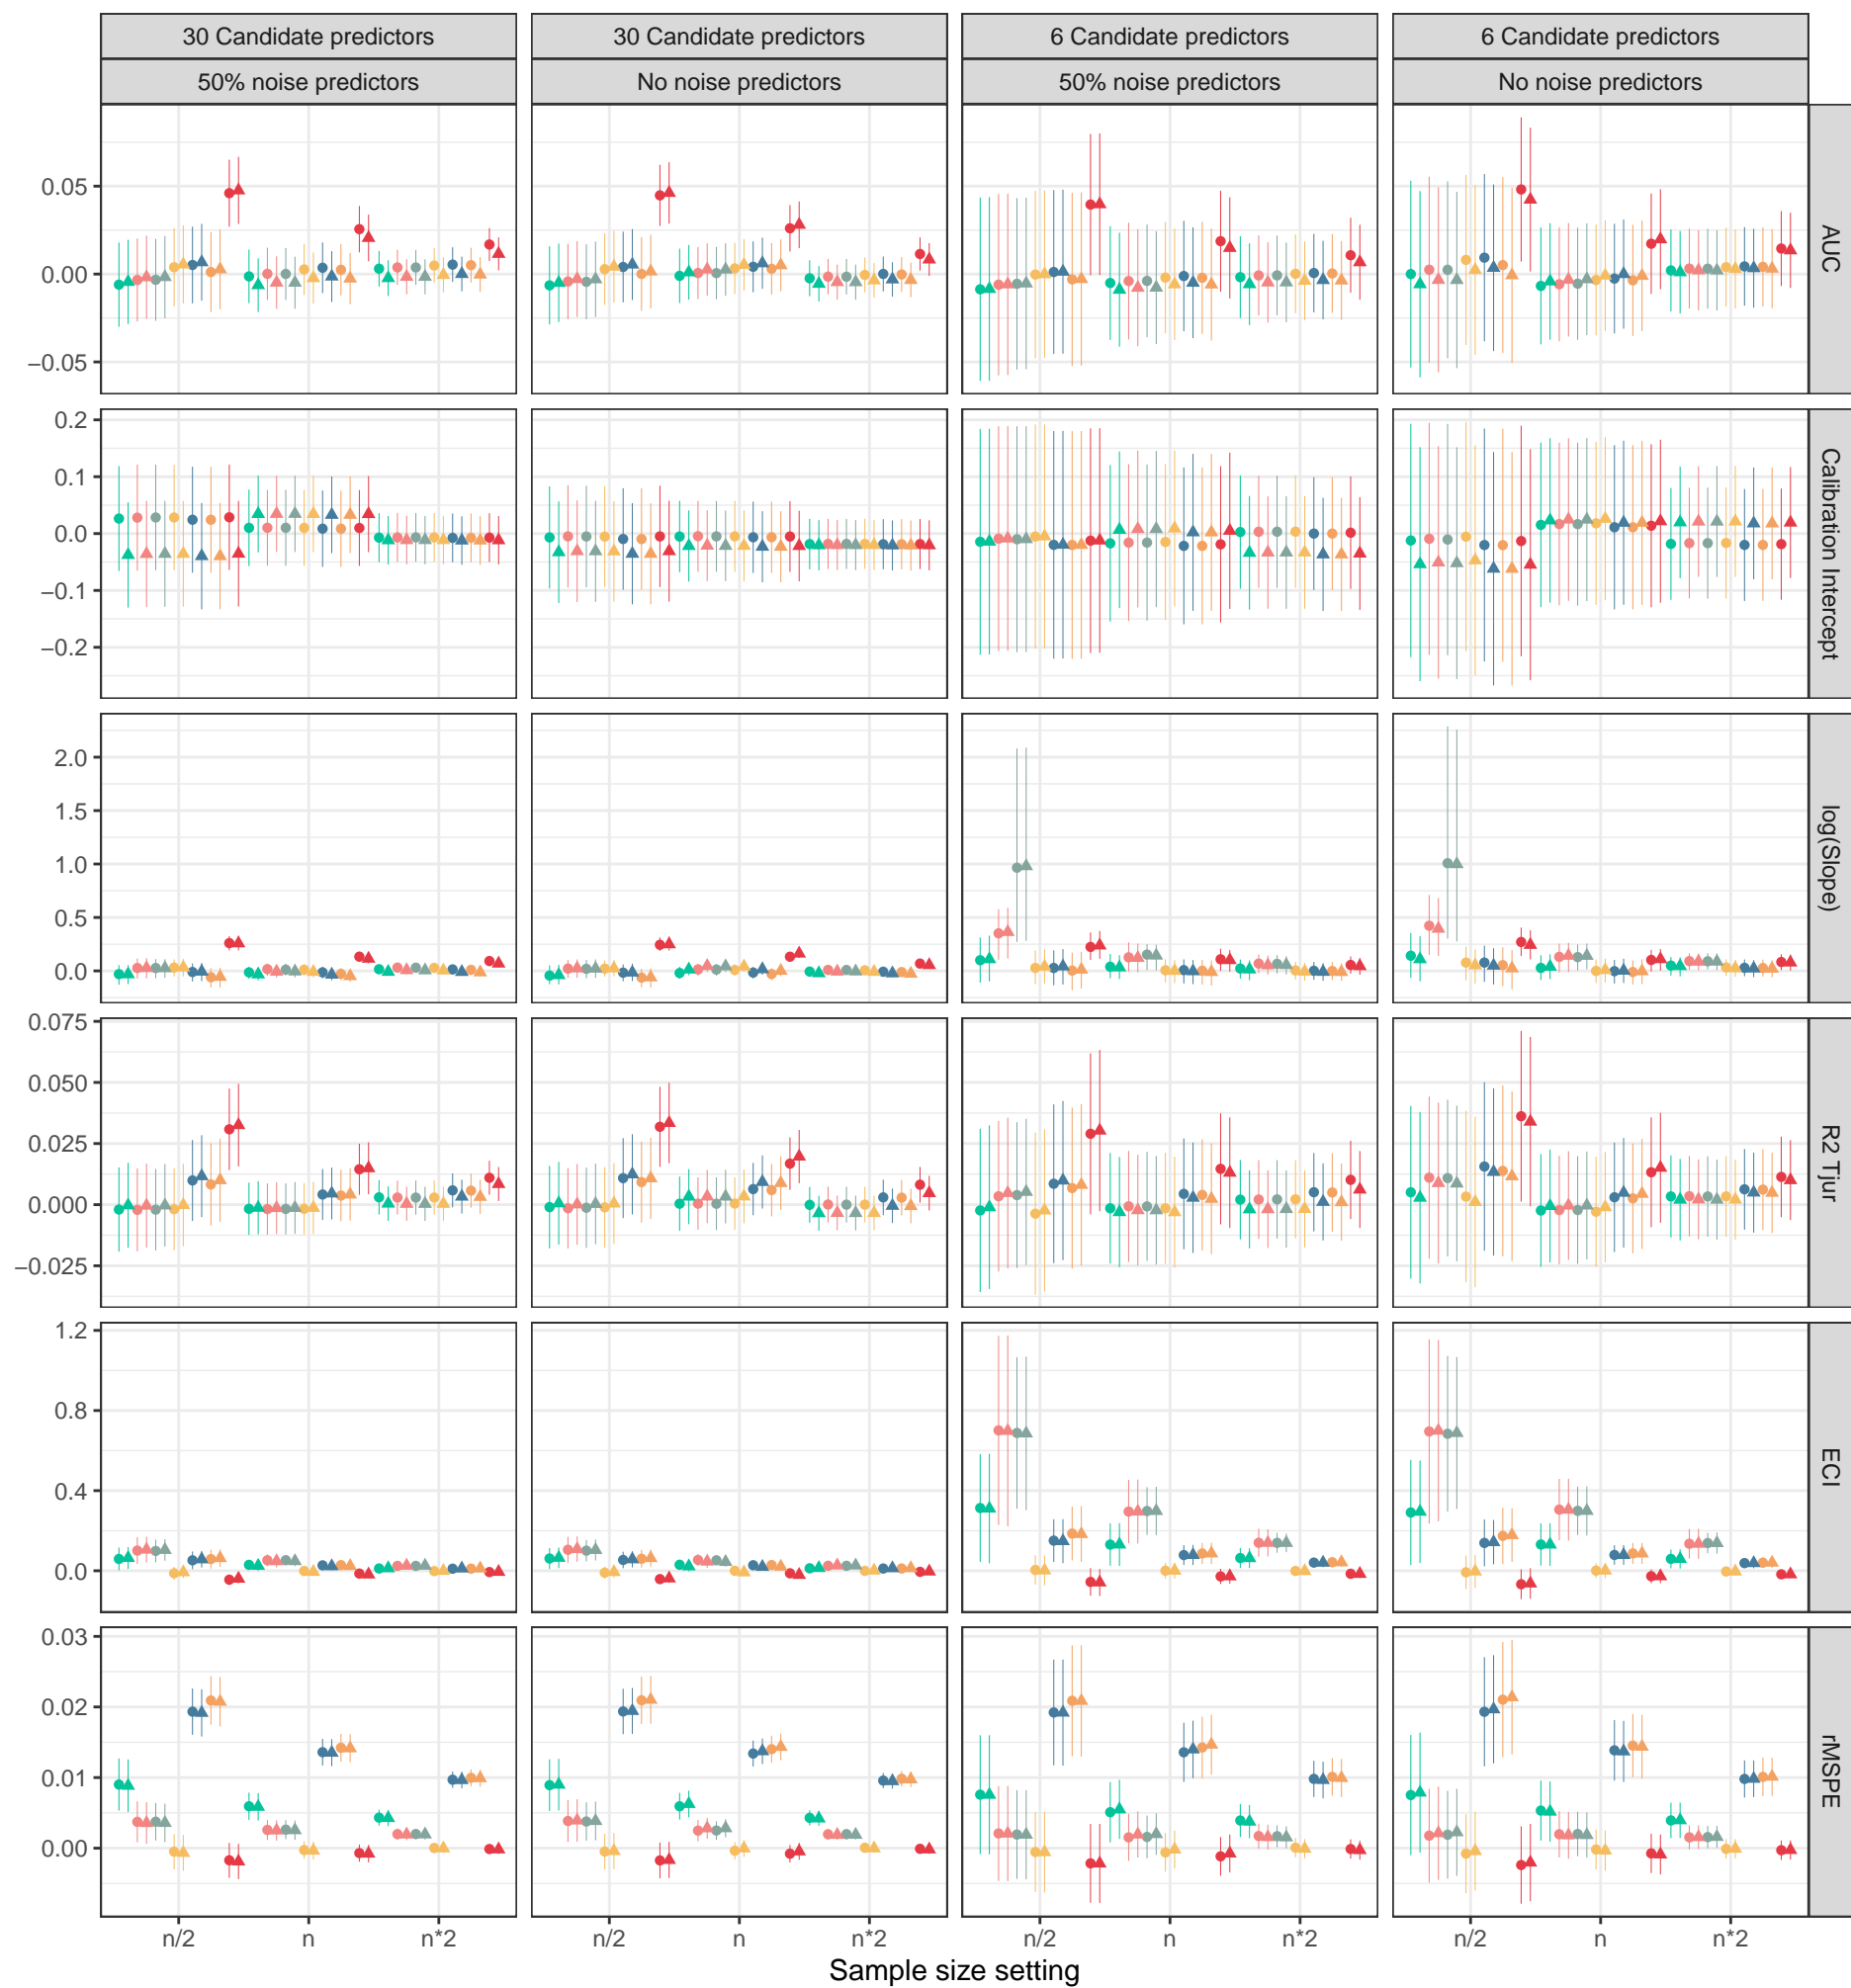 30 Candidate predictors
30 Candidate predictors
6 Candidate predictors
6 Candidate predictors
50% noise predictors
No noise predictors
50% noise predictors
No noise predictors
0.05
0.00
−0.05
AUC
0.2
0.1
0.0
−0.1
−0.2
Calibration Intercept
2.0
1.5
1.0
0.5
0.0
log(Slope)
0.075
0.050
0.025
0.000
−0.025
R2 Tjur
1.2
0.8
0.4
0.0
ECI
0.03
0.02
0.01
0.00
rMSPE
n/2
n
n*2
n/2
n
n*2
n/2
n
n*2
n/2
n
n*2
Sample size setting